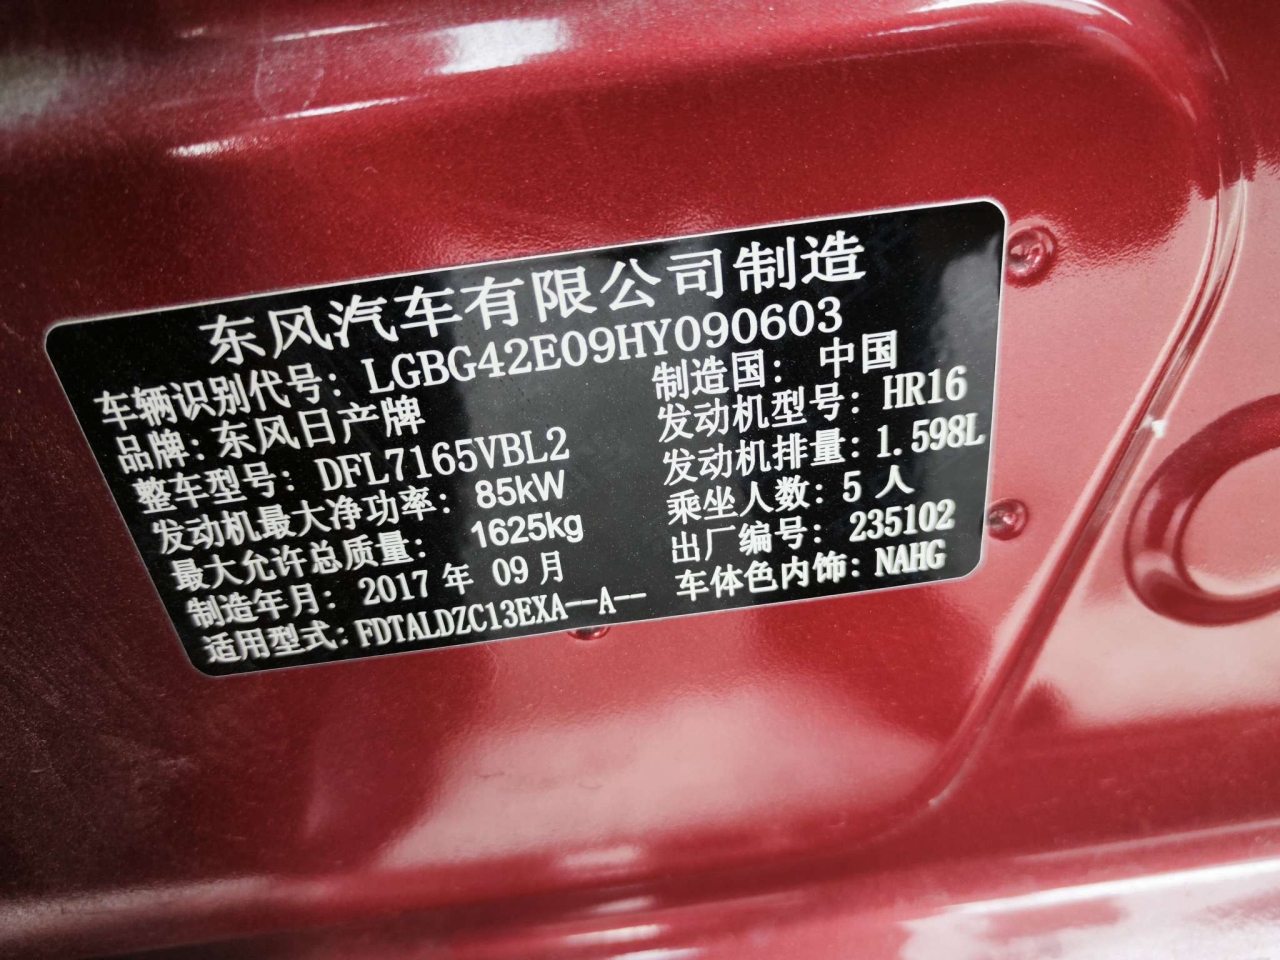 东风汽车有限公司制造
车辆识别代号：LGBG42E09HY090603
品牌：东风日产牌 制造国：中国
整车型号：DFL7165VBL2 发动机型号：HR16
发动机最大净功率：85kW 发动机排量：1.598L
最大允许总质量：1625kg 乘坐人数：5 人
制造年月：2017 年 09 月 出厂编号：235102
适用型式：FDTALDZC13EXA--A-- 车体色内饰：NAHG